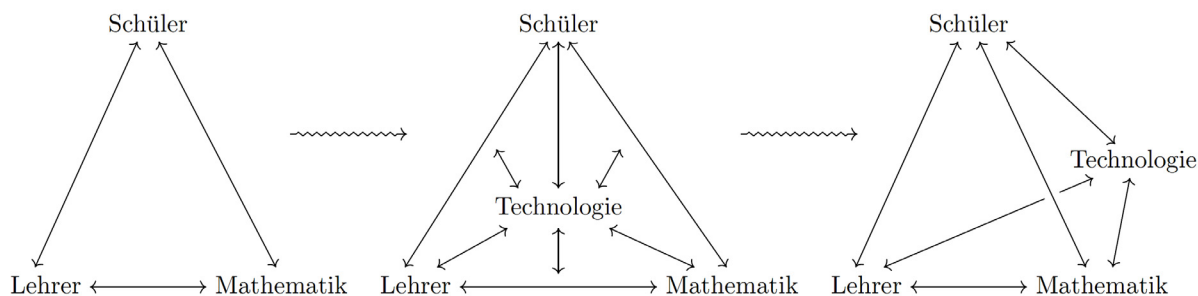 Schüler
Lehrer
Mathematik
Schüler
Technologie
Lehrer
Mathematik
Schüler
Technologie
Lehrer
Mathematik